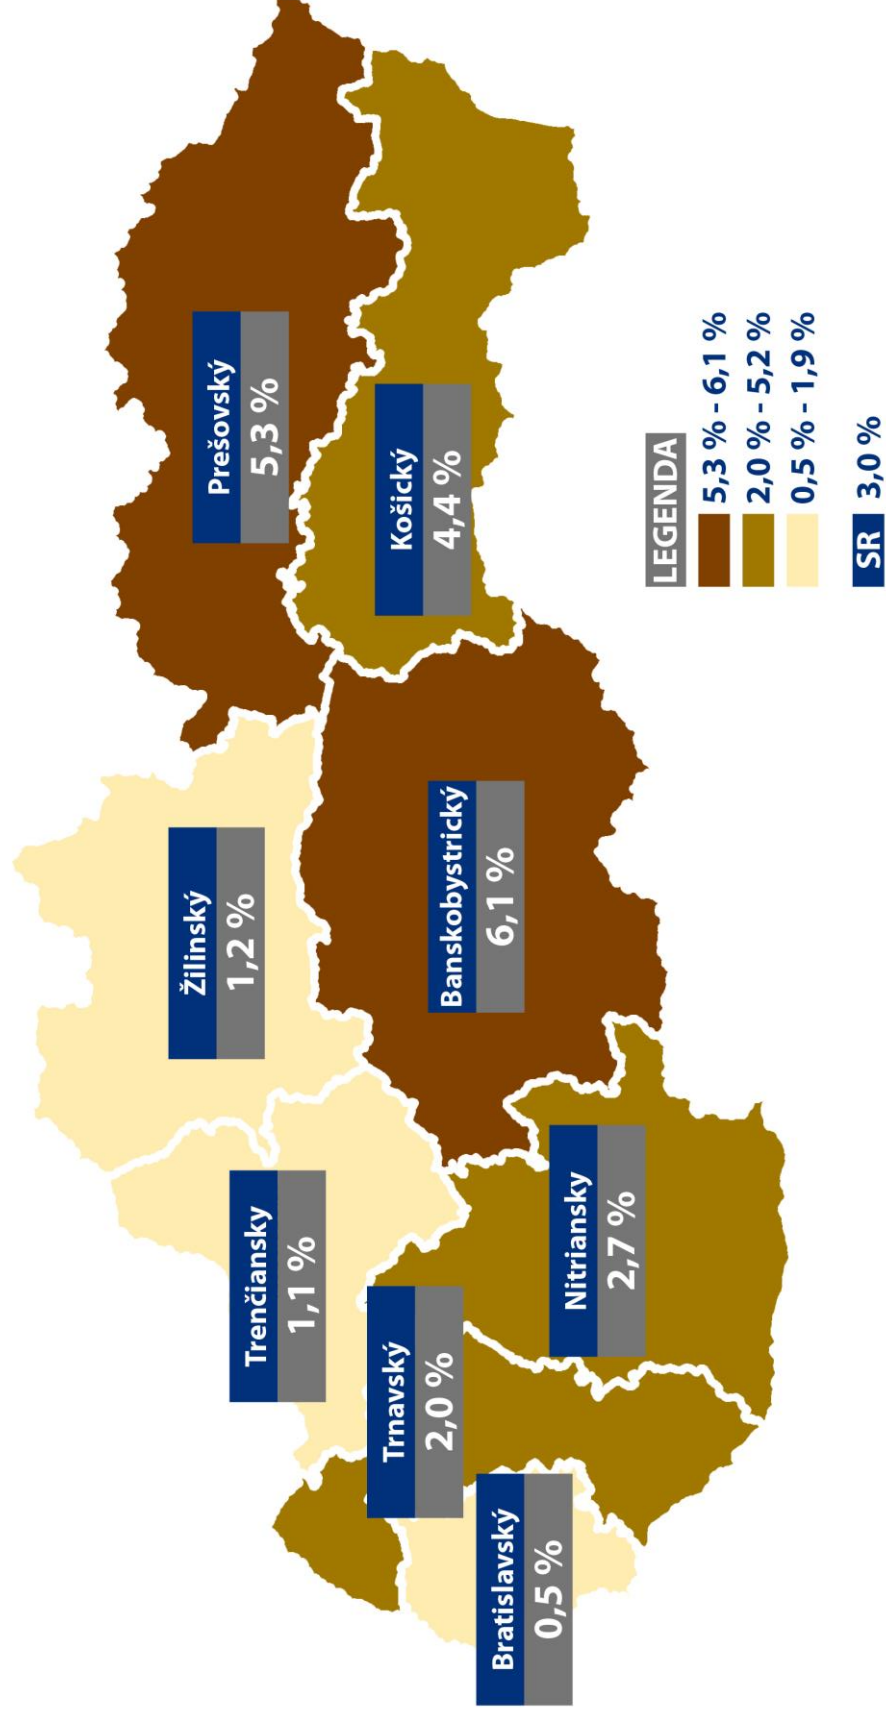 Žilinský
1,2 %
Prešovský
5,3 %
Trenčiansky
1,1 %
Košický
4,4 %
Trnavský
2,0 %
Banskobystrický
6,1 %
Bratislavský
0,5 %
Nitriansky
2,7 %
LEGENDA
5,3 % - 6,1 %
2,0 % - 5,2 %
0,5 % - 1,9 %
SR 3,0 %